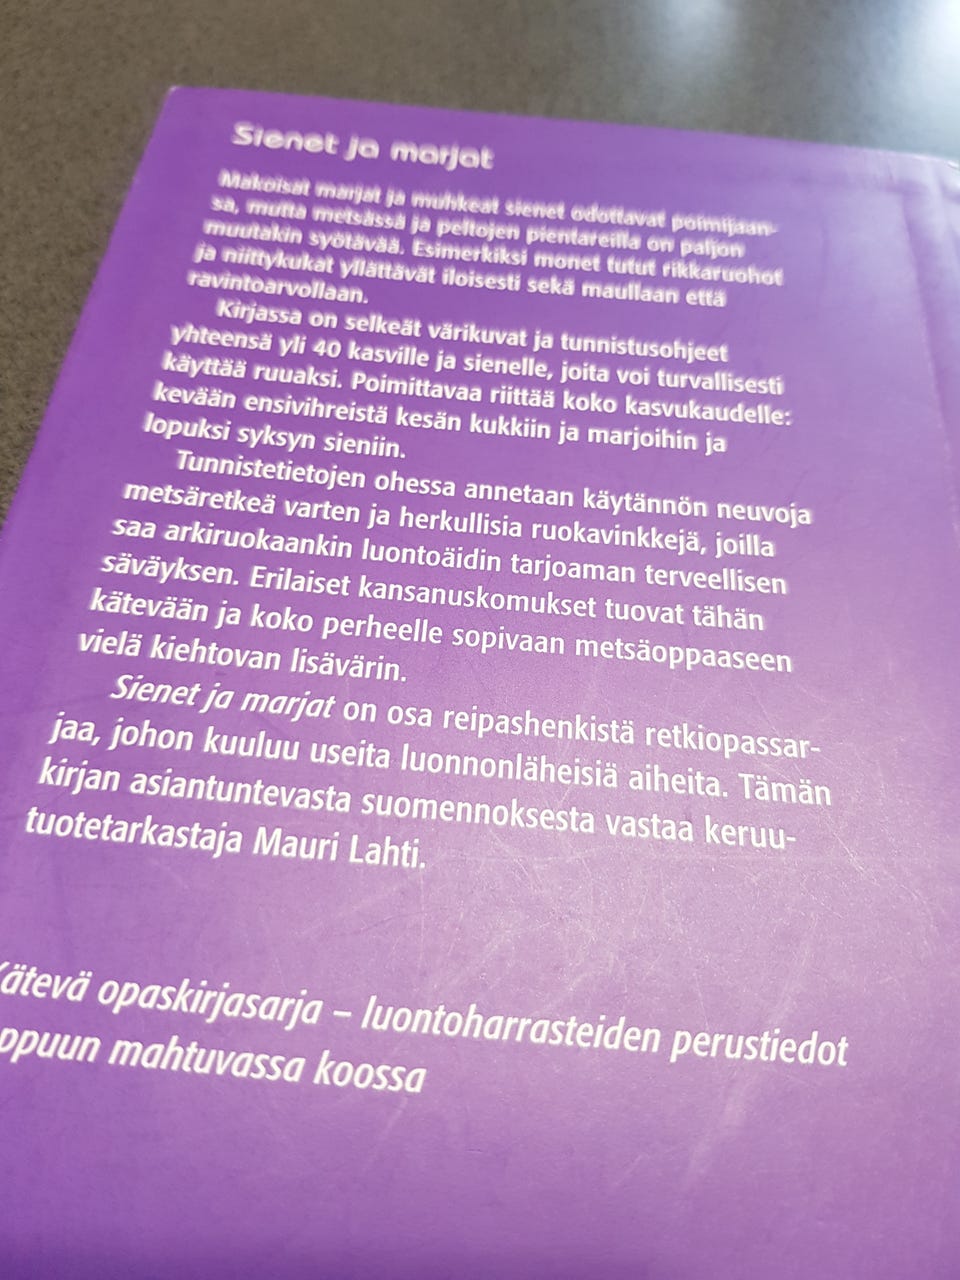 Sienet ja marjat
Makoisat marjat ja muhkeat sienet odottavat poimijaan-
sa, mutta metsässä ja peltojen pientareilla on paljon
muutakin syötävää. Esimerkiksi monet tutut rikkaruohot
ja niittykukat yllättävät iloisesti sekä maullaan että
ravintoarvollaan.
Kirjassa on selkeät värikuvat ja tunnistusohjeet
yhteensä yli 40 kasville ja sienelle, joita voi turvallisesti
käyttää ruuaksi. Poimittavaa riittää koko kasvukaudelle:
kevään ensivihreistä kesän kukkiin ja marjoihin ja
lopuksi syksyn sieniin.
Tunnistetietojen ohessa annetaan käytännön neuvoja
metsäretkeä varten ja herkullisia ruokavinkkejä, joilla
saa arkiruokaankin luontoäidin tarjoaman terveellisen
säväyksen. Erilaiset kansanuskomukset tuovat tähän
kätevään ja koko perheelle sopivaan metsäoppaaseen
vielä kiehtovan lisävärin.
Sienet ja marjat on osa reipashenkistä retkiopassar-
jaa, johon kuuluu useita luonnonläheisiä aiheita. Tämän
kirjan asiantuntevasta suomennoksesta vastaa keruu-
tuotetarkastaja Mauri Lahti.
Kätevä opaskirjasarja – luontoharrasteiden perustiedot
ppuun mahtuvassa koossa